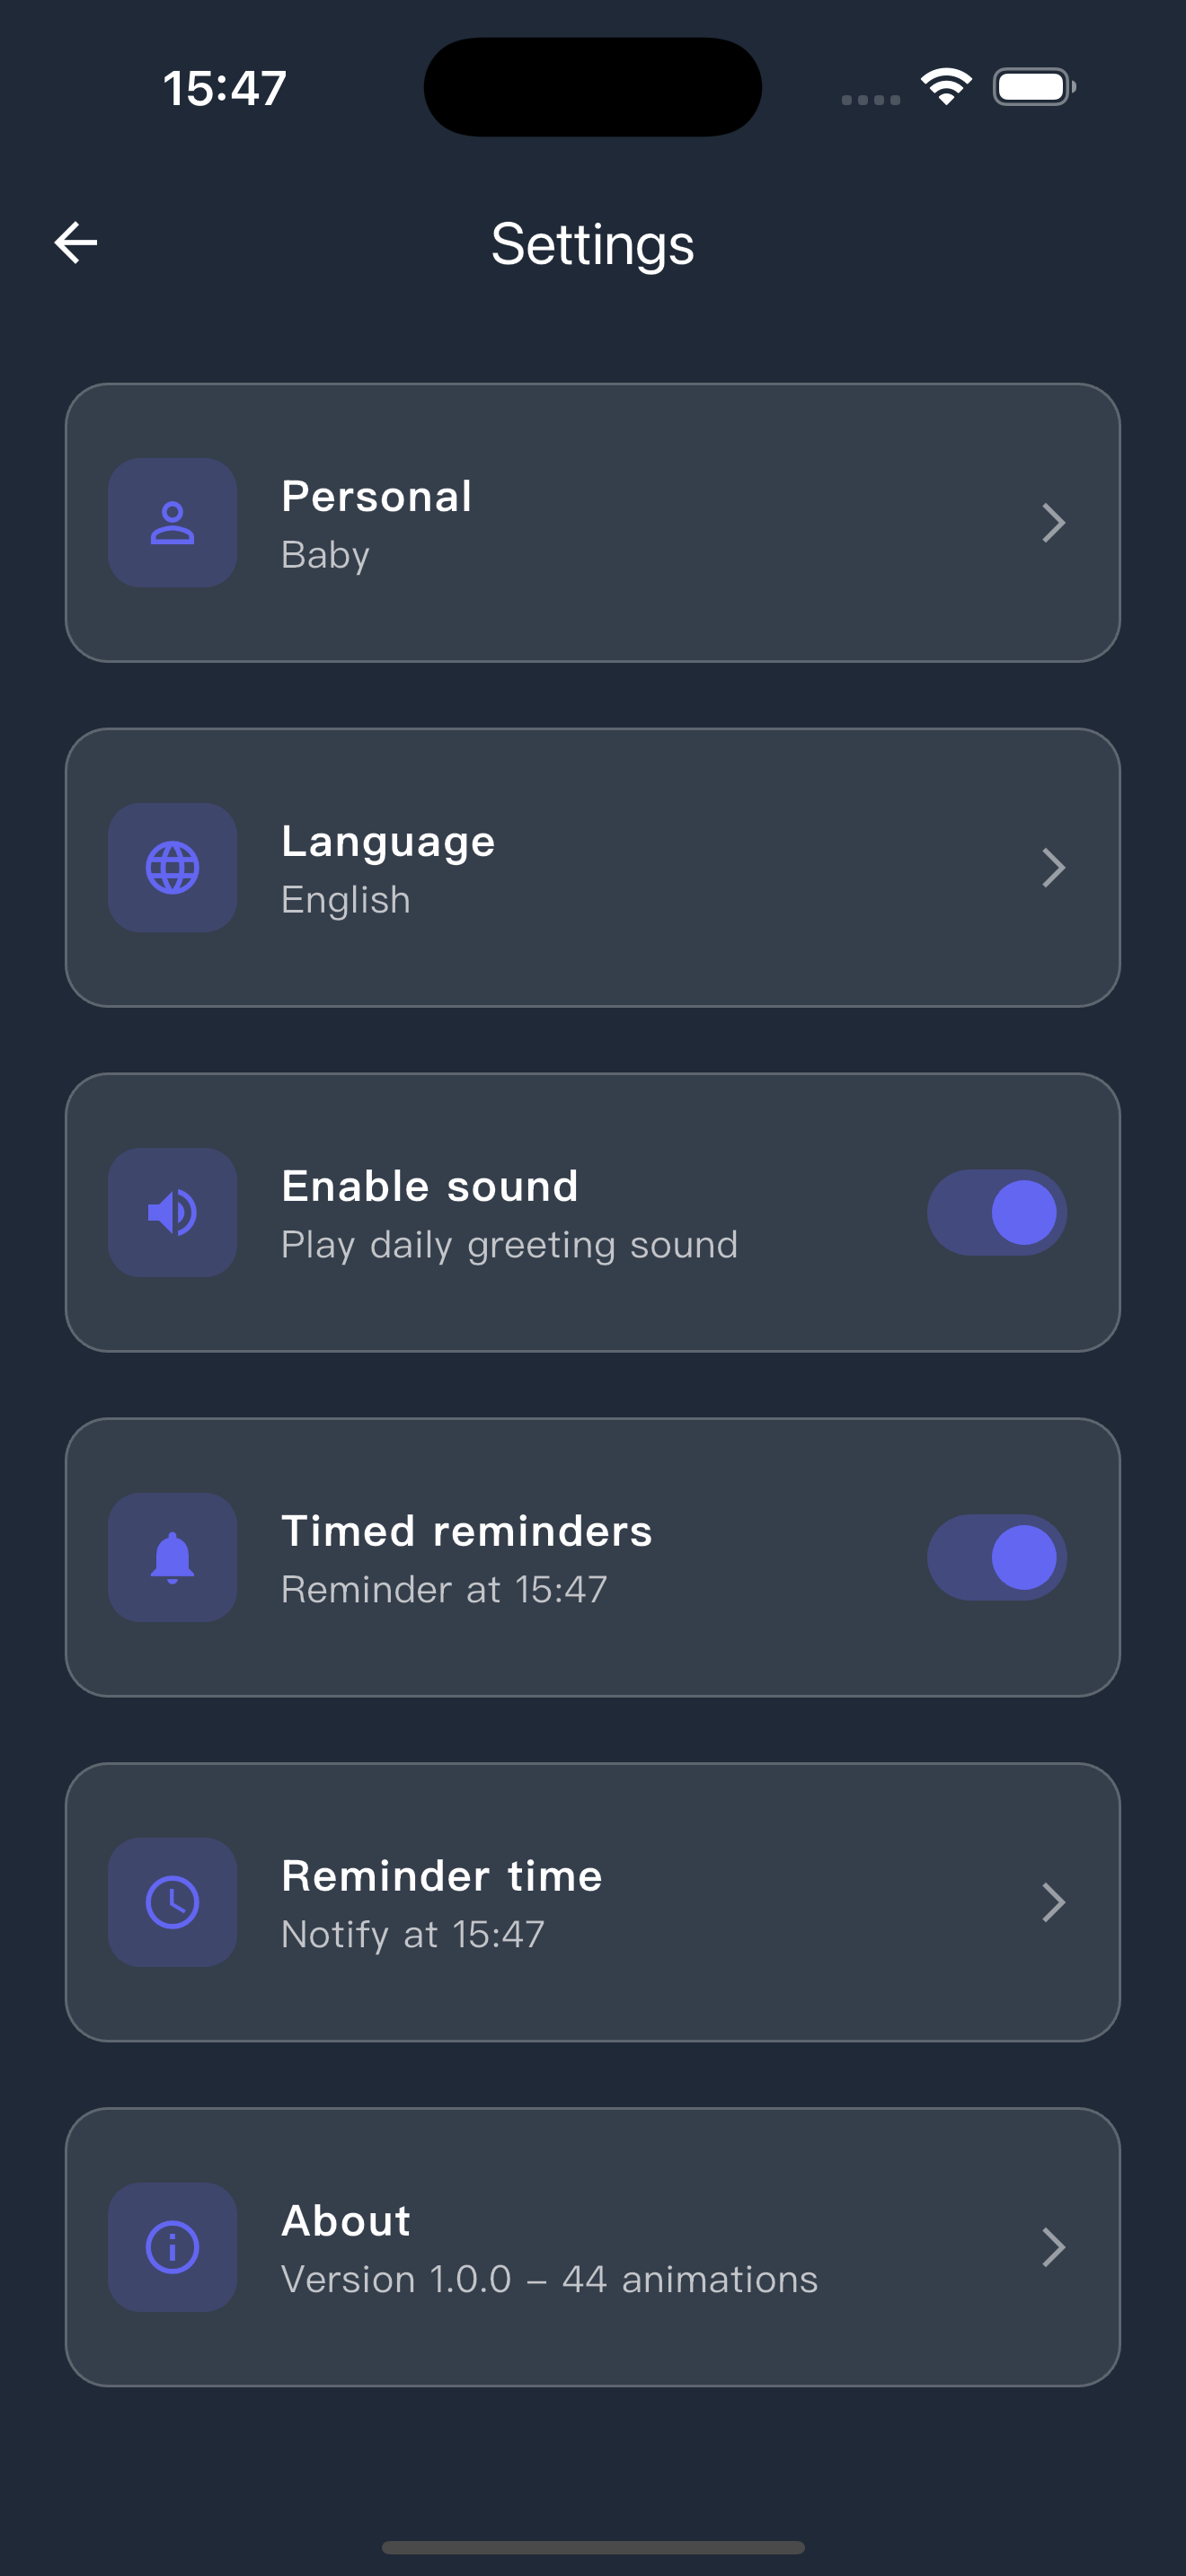 15:47
Settings
Personal
Baby
Language
English
Enable sound
Play daily greeting sound
Timed reminders
Reminder at 15:47
Reminder time
Notify at 15:47
About
Version 1.0.0 – 44 animations